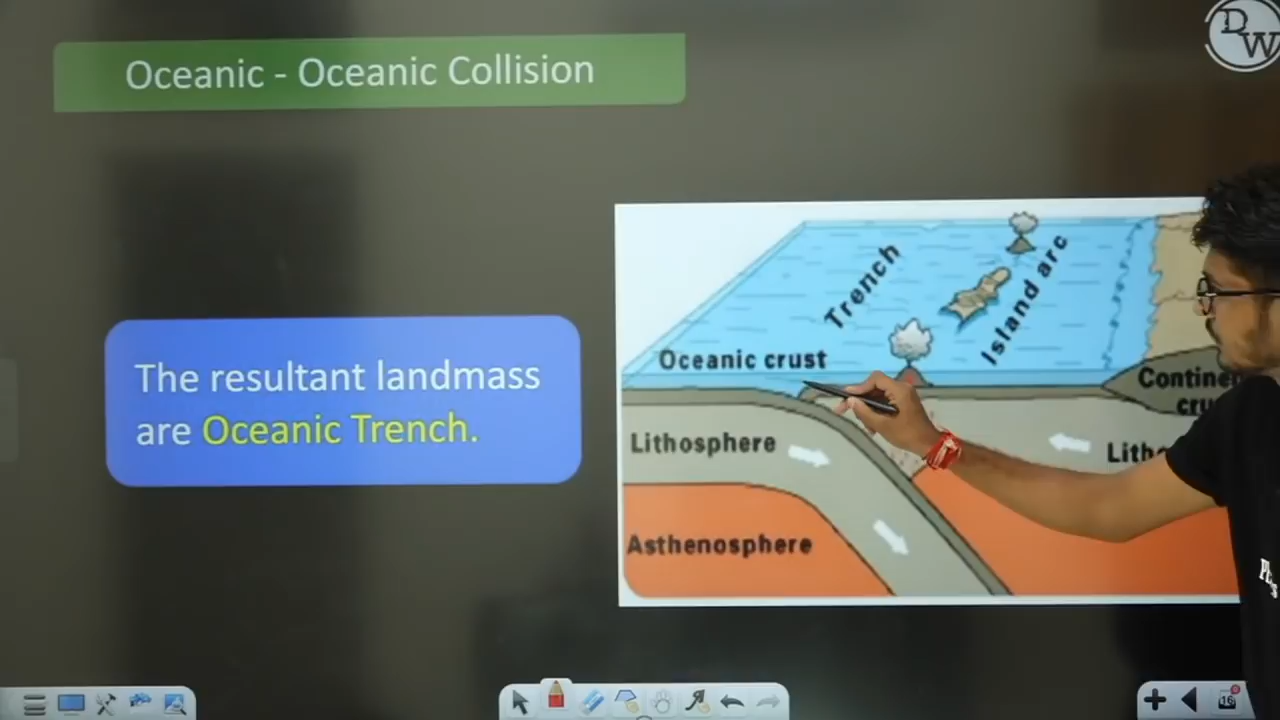 Oceanic - Oceanic Collision
The resultant landmass
are Oceanic Trench.
Trench
Island arc
Oceanic crust
Lithosphere
Asthenosphere